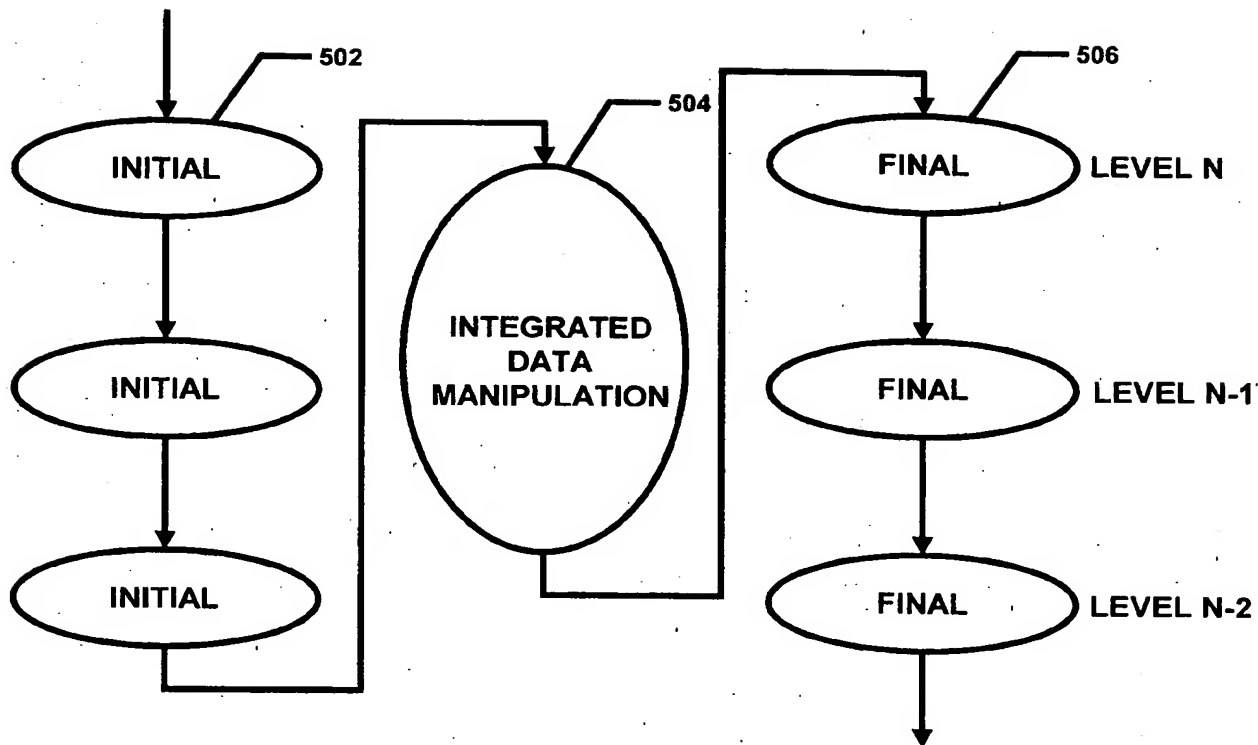 502
INITIAL
INITIAL
INITIAL
504
INTEGRATED
DATA
MANIPULATION
506
FINAL
LEVEL N
FINAL
LEVEL N-1
FINAL
LEVEL N-2